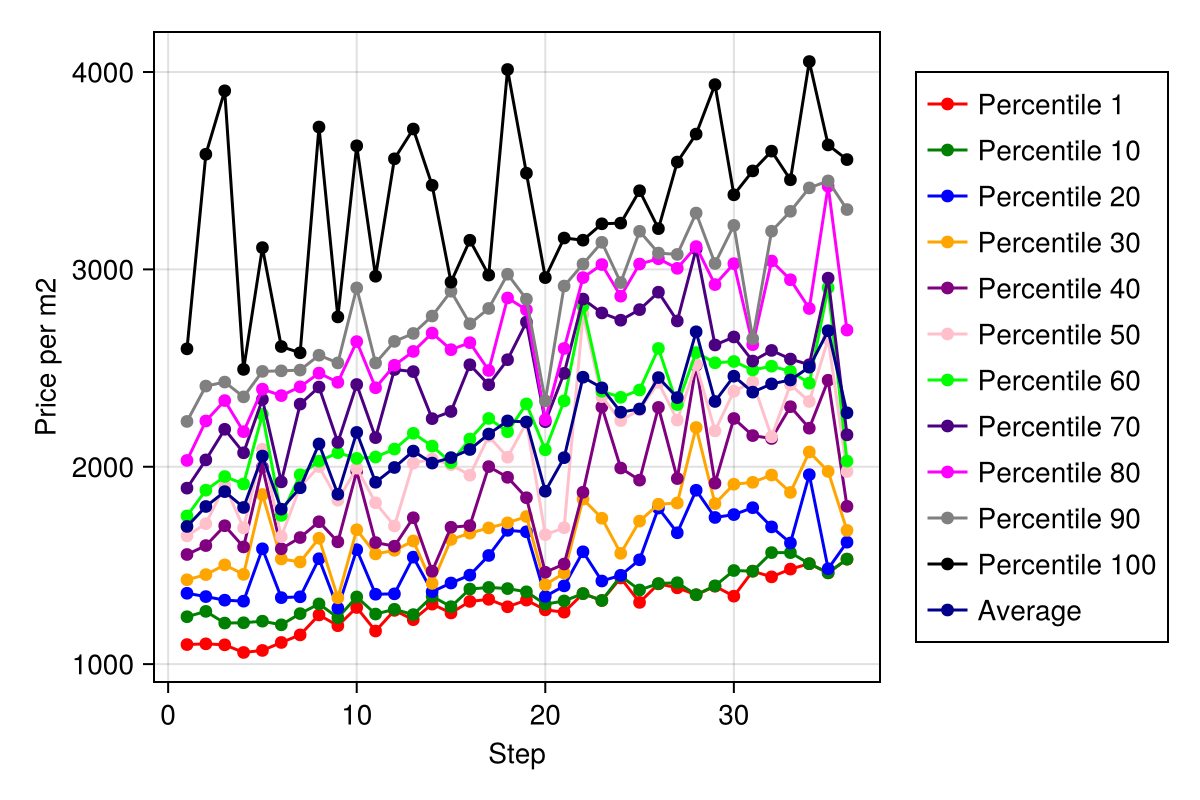 4000
3000
2000
1000
Price per m2
0 10 20 30
Step
Percentile 1
Percentile 10
Percentile 20
Percentile 30
Percentile 40
Percentile 50
Percentile 60
Percentile 70
Percentile 80
Percentile 90
Percentile 100
Average